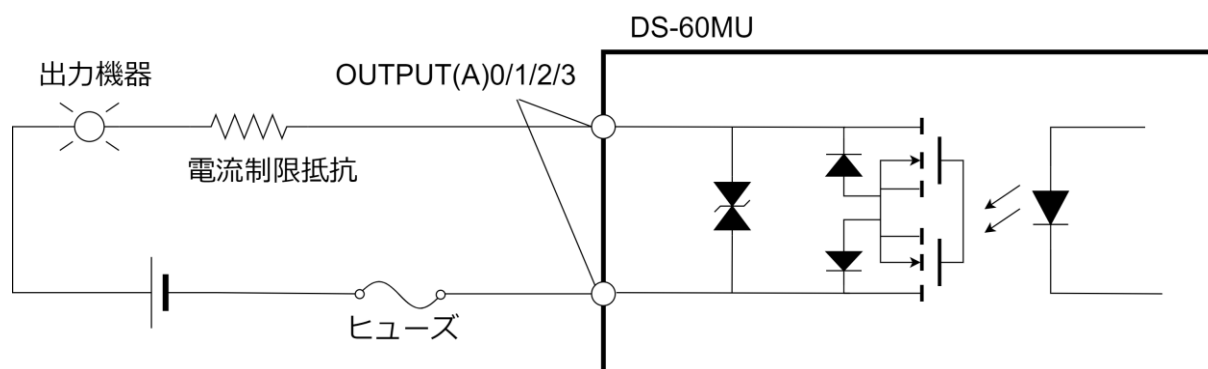 DS-60MU
出力機器
OUTPUT(A)0/1/2/3
電流制限抵抗
ヒューズ